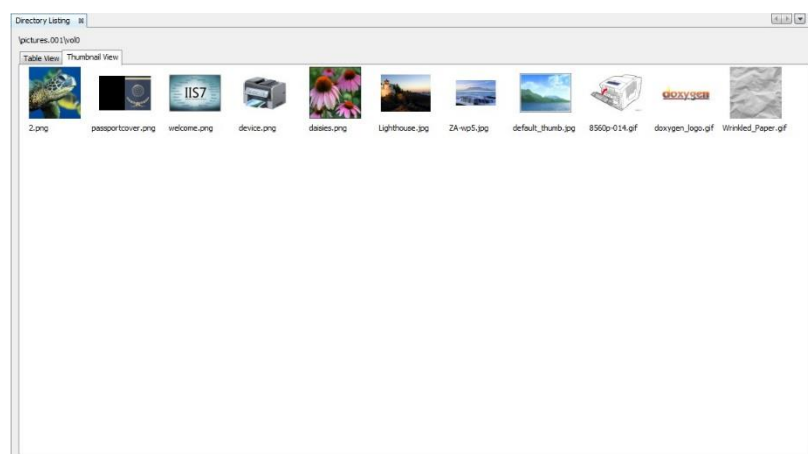 Directory Listing
\pictures.001\vol0
Table View Thumbnail View
IIS7
doxygen
2.png passportcover.png welcome.png device.png daisies.png Lighthouse.jpg ZA-wp5.jpg default_thumb.jpg 8560p-014.gif doxygen_logo.gif Wrinkled_Paper.gif